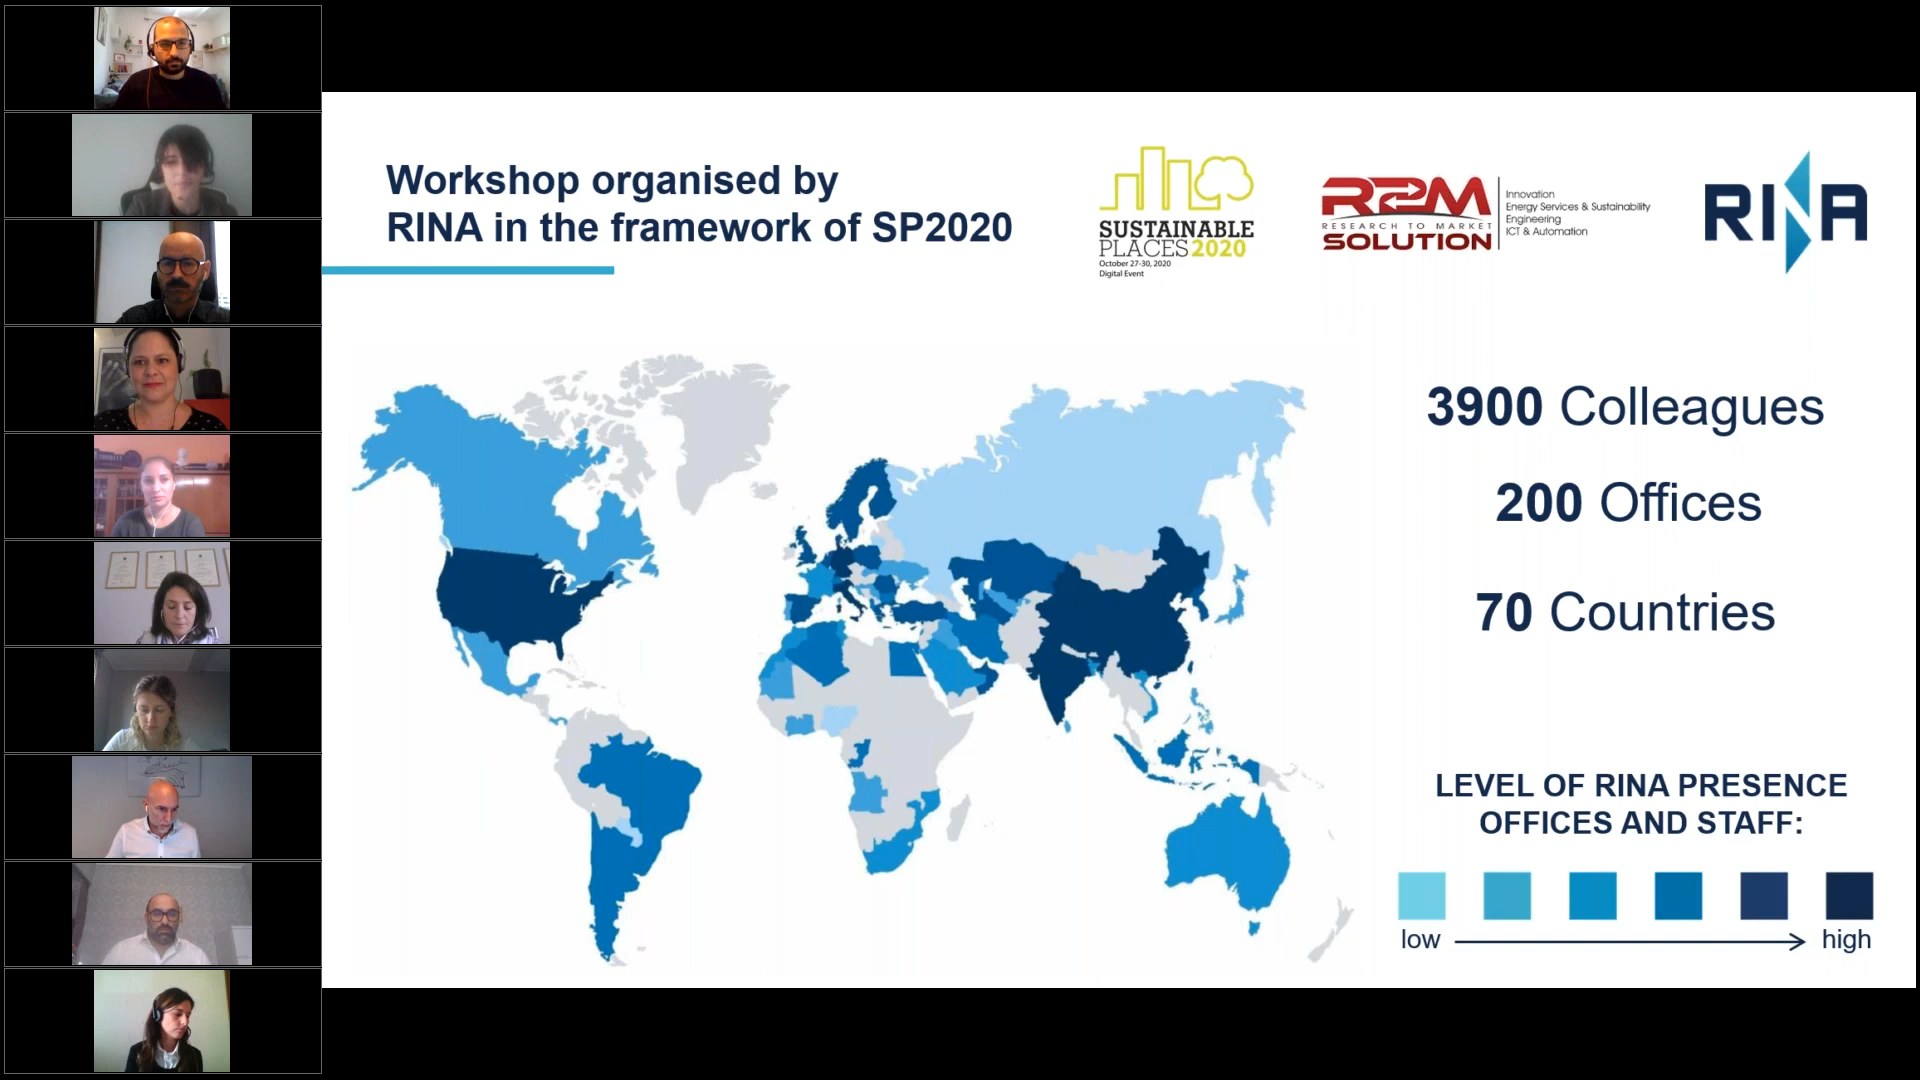 Workshop organised by
RINA in the framework of SP2020
SUSTAINABLE
PLACES 2020
October 27-30, 2020
Digital Event
R2M
RESEARCH TO MARKET
SOLUTION
Innovation
Energy Services & Sustainability
Engineering
ICT & Automation
RINA
3900 Colleagues
200 Offices
70 Countries
LEVEL OF RINA PRESENCE
OFFICES AND STAFF:
low
high